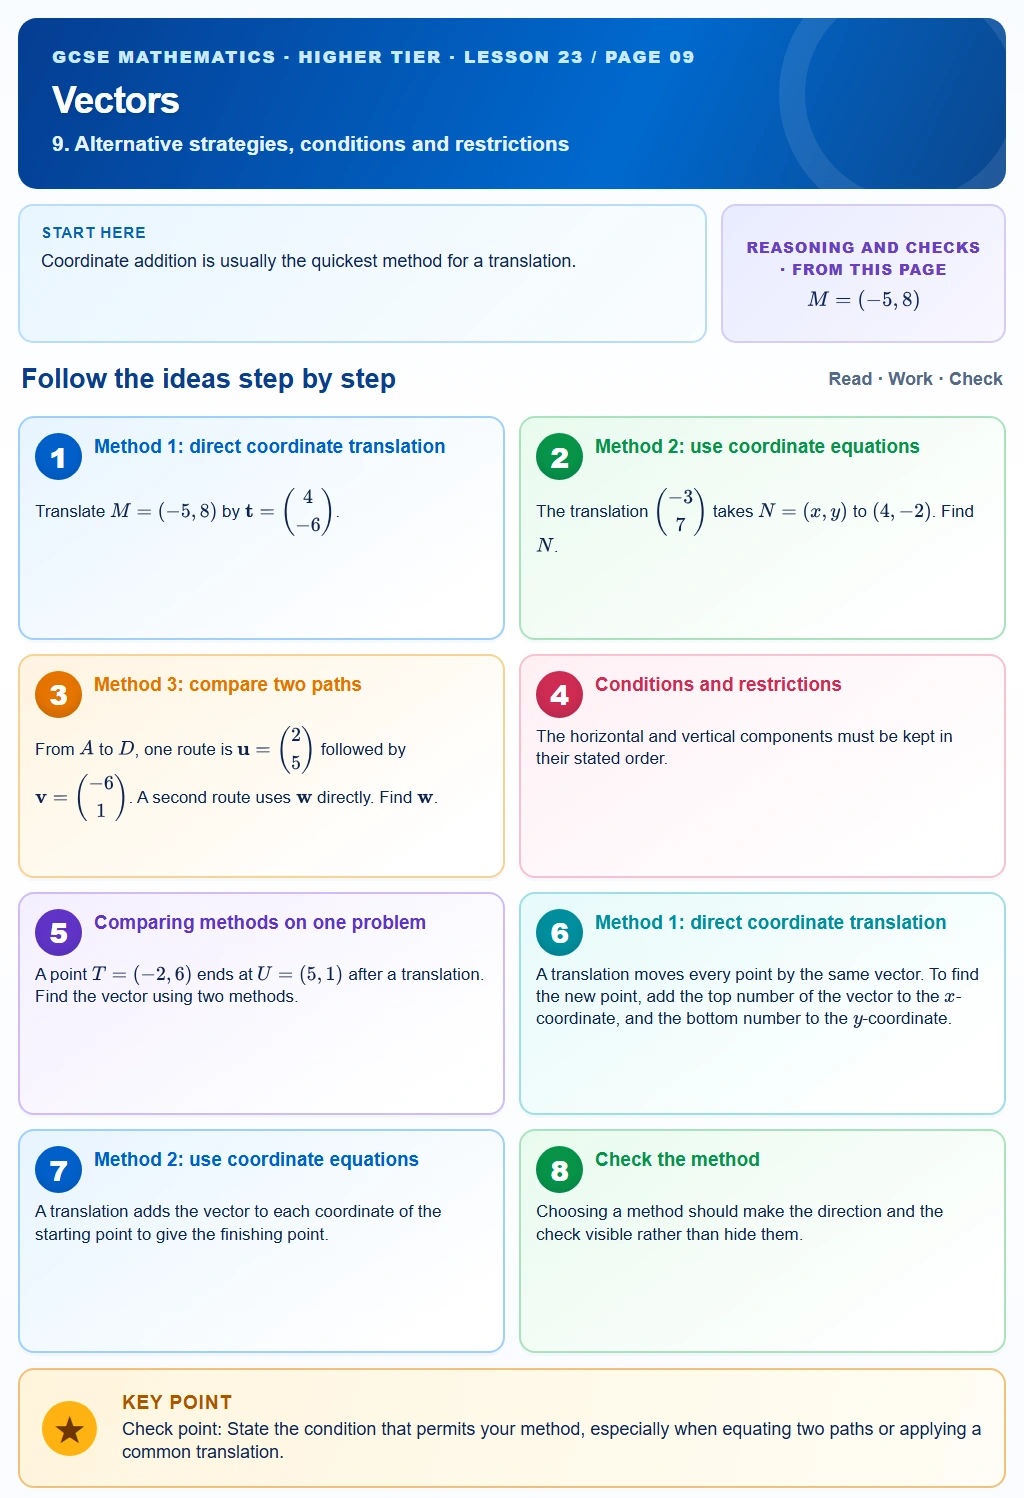 GCSE MATHEMATICS · HIGHER TIER · LESSON 23 / PAGE 09
Vectors
9. Alternative strategies, conditions and restrictions
START HERE
Coordinate addition is usually the quickest method for a translation.
REASONING AND CHECKS
· FROM THIS PAGE
M = (−5, 8)
Follow the ideas step by step
Read · Work · Check
1 Method 1: direct coordinate translation
Translate M = (−5, 8) by t = (4 −6).
2 Method 2: use coordinate equations
The translation (−3 7) takes N = (x, y) to (4, −2). Find
N.
3 Method 3: compare two paths
From A to D, one route is u = (2 5) followed by
v = (−6 1). A second route uses w directly. Find w.
4 Conditions and restrictions
The horizontal and vertical components must be kept in
their stated order.
5 Comparing methods on one problem
A point T = (−2, 6) ends at U = (5, 1) after a translation.
Find the vector using two methods.
6 Method 1: direct coordinate translation
A translation moves every point by the same vector. To find
the new point, add the top number of the vector to the x-
coordinate, and the bottom number to the y-coordinate.
7 Method 2: use coordinate equations
A translation adds the vector to each coordinate of the
starting point to give the finishing point.
8 Check the method
Choosing a method should make the direction and the
check visible rather than hide them.
KEY POINT
Check point: State the condition that permits your method, especially when equating two paths or applying a
common translation.